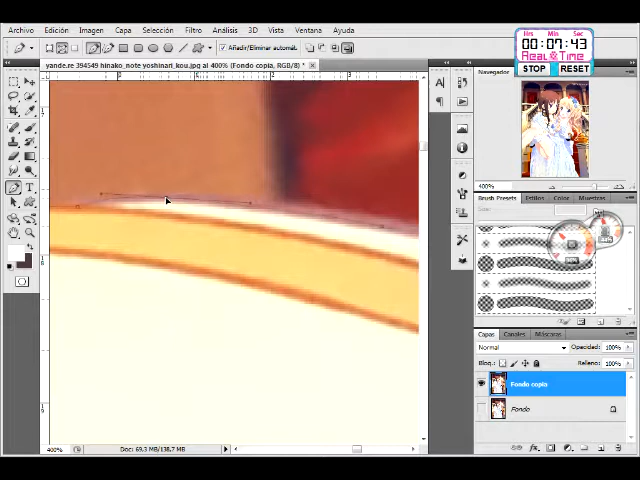 Archivo Edición Imagen Capa Selección Filtro Análisis 3D Vista Ventana Ayuda
Hrs Min Sec
00:07:43
Real Time
STOP RESET
Añadir/Eliminar automát.
yande.re 394549 hinako_note yoshinari_kou.jpg al 400% (Fondo copia, RGB/8) *
Navegador
400%
Brush Presets Estilos Color Muestras
Capas Canales Máscaras
Normal Opacidad: 100%
Bloq.: Relleno: 100%
Fondo copia
Fondo
400% Doc: 69,3 MB/138,7 MB